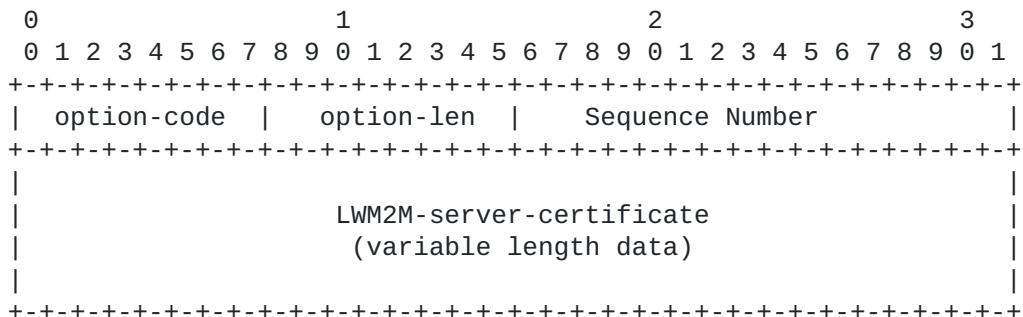 0                   1                   2                   3
 0 1 2 3 4 5 6 7 8 9 0 1 2 3 4 5 6 7 8 9 0 1 2 3 4 5 6 7 8 9 0 1
+-+-+-+-+-+-+-+-+-+-+-+-+-+-+-+-+-+-+-+-+-+-+-+-+-+-+-+-+-+-+-+-+
|  option-code  |   option-len  |    Sequence Number            |
+-+-+-+-+-+-+-+-+-+-+-+-+-+-+-+-+-+-+-+-+-+-+-+-+-+-+-+-+-+-+-+-+
|                                                               |
|                    LWM2M-server-certificate                   |
|                     (variable length data)                    |
|                                                               |
+-+-+-+-+-+-+-+-+-+-+-+-+-+-+-+-+-+-+-+-+-+-+-+-+-+-+-+-+-+-+-+-+